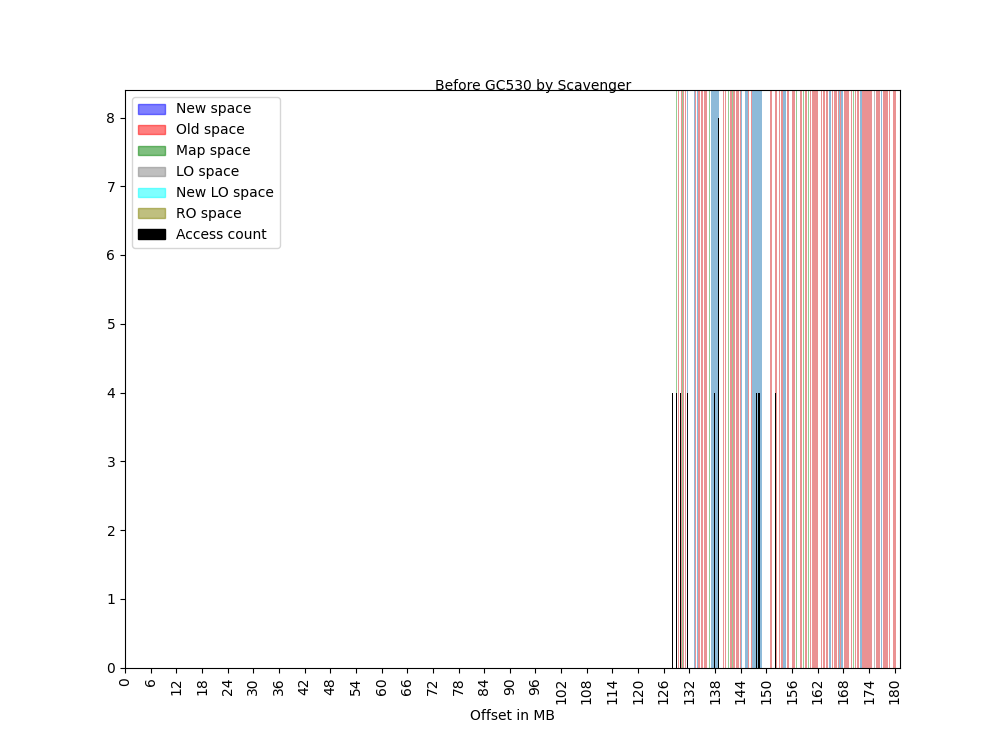 Before GC530 by Scavenger
New space
Old space
Map space
LO space
New LO space
RO space
Access count
8
7
6
5
4
3
2
1
0
0 6 12 18 24 30 36 42 48 54 60 66 72 78 84 90 96 102 108 114 120 126 132 138 144 150 156 162 168 174 180
Offset in MB